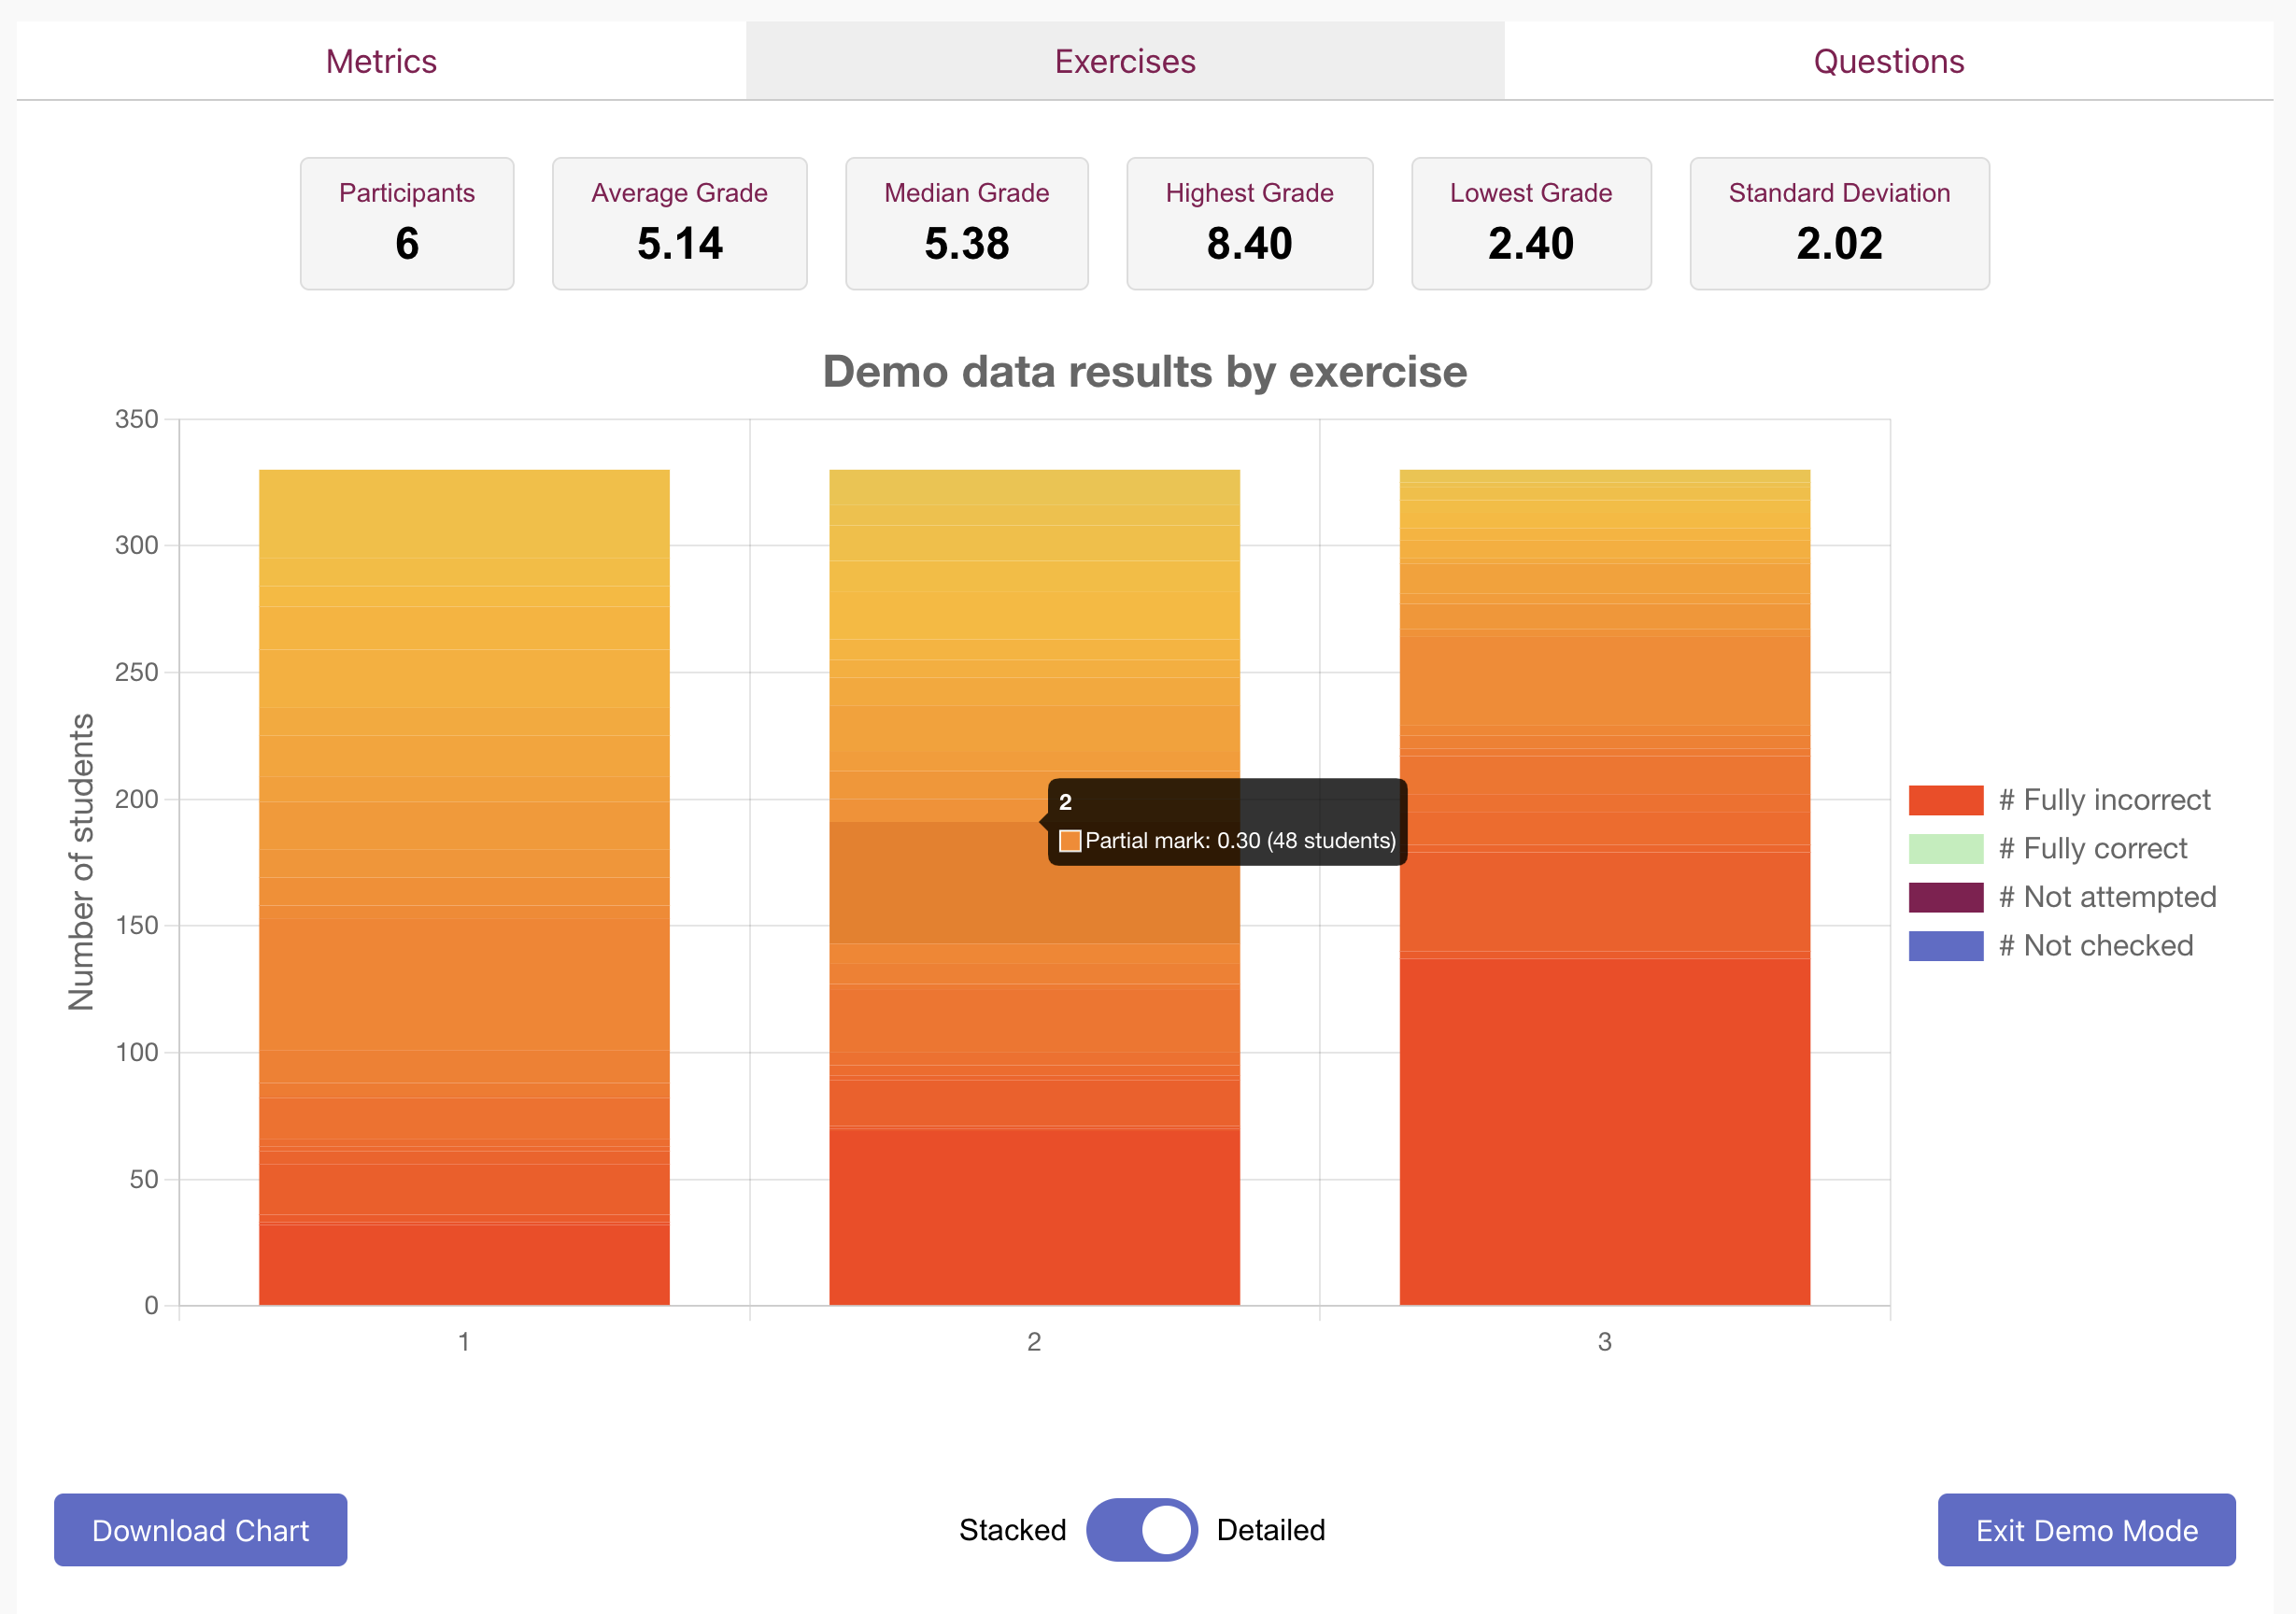 Metrics
Exercises
Questions
Participants
6
Average Grade
5.14
Median Grade
5.38
Highest Grade
8.40
Lowest Grade
2.40
Standard Deviation
2.02
Demo data results by exercise
Number of students
350
300
250
200
150
100
50
0
2
Partial mark: 0.30 (48 students)
1
2
3
# Fully incorrect
# Fully correct
# Not attempted
# Not checked
Download Chart
Stacked
Detailed
Exit Demo Mode